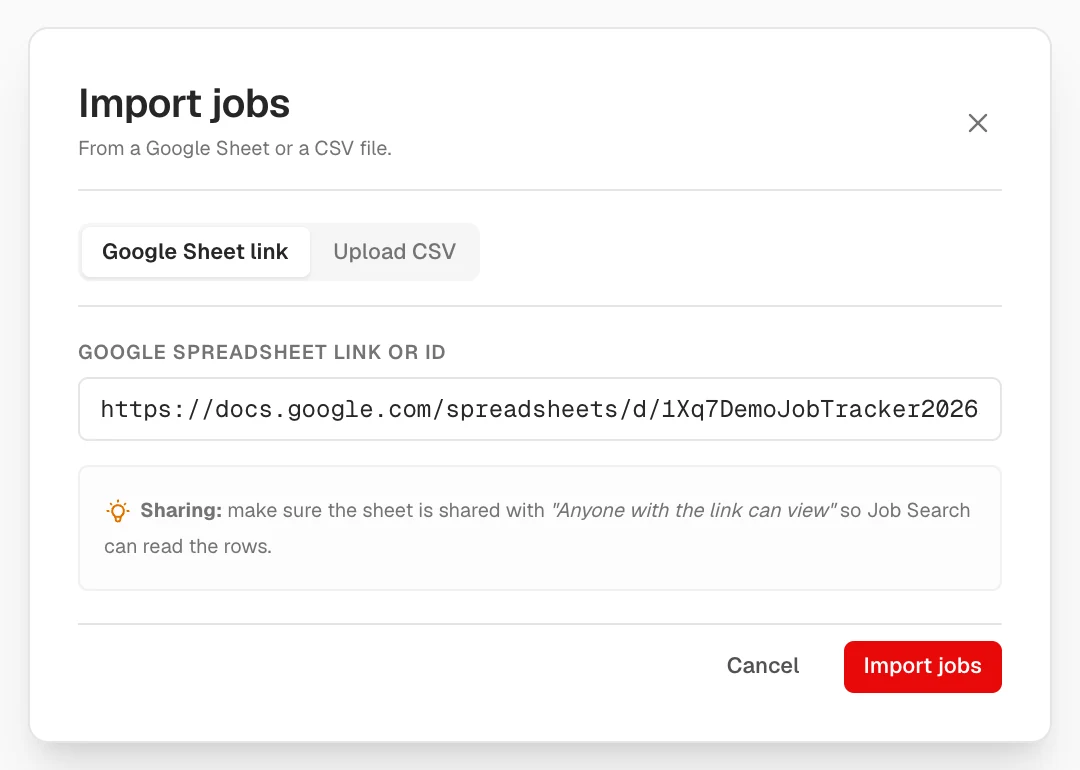 Import jobs
From a Google Sheet or a CSV file.
Google Sheet link
Upload CSV
GOOGLE SPREADSHEET LINK OR ID
https://docs.google.com/spreadsheets/d/1Xq7DemoJobTracker2026
Sharing: make sure the sheet is shared with "Anyone with the link can view" so Job Search
can read the rows.
Cancel
Import jobs